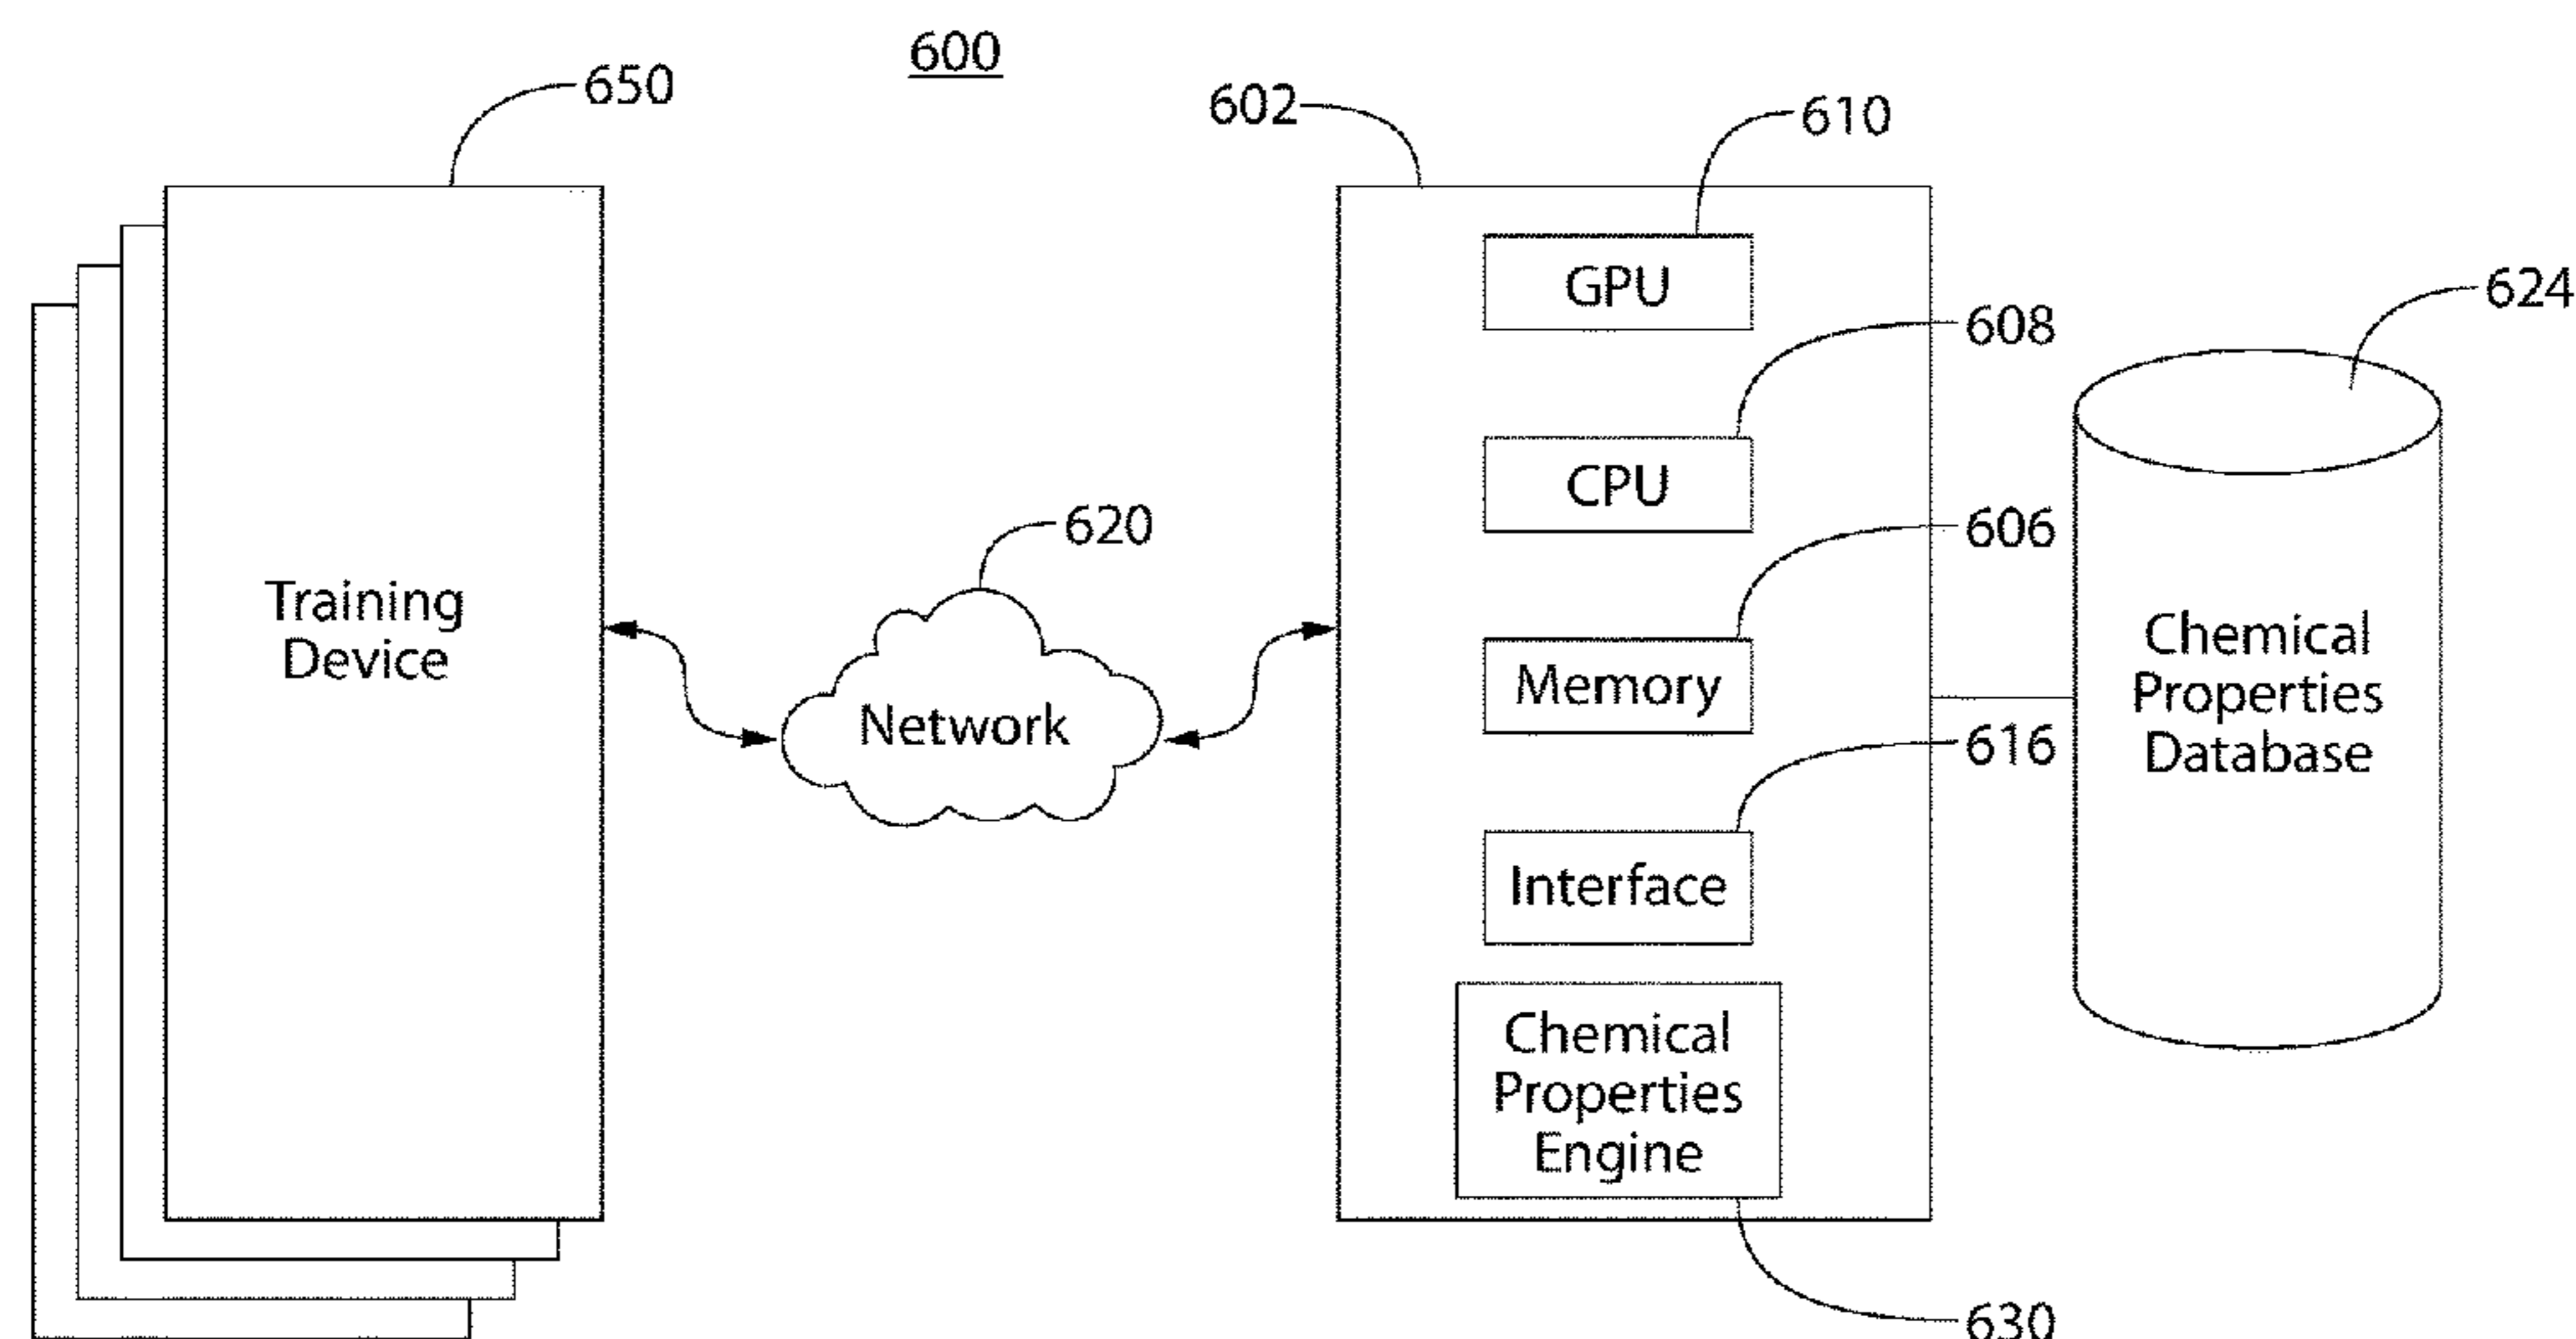 600
650
602
610
GPU
624
608
CPU
620
606
Training
Device
Network
Memory
Chemical
Properties
Database
616
Interface
Chemical
Properties
Engine
630